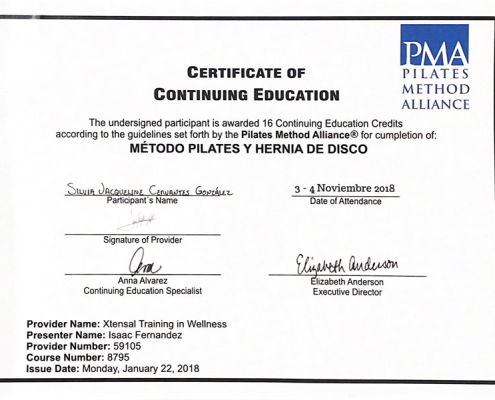 PMA
PILATES
METHOD
ALLIANCE
CERTIFICATE OF
CONTINUING EDUCATION
The undersigned participant is awarded 16 Continuing Education Credits
according to the guidelines set forth by the Pilates Method Alliance® for cumpletion of:
MÉTODO PILATES Y HERNIA DE DISCO
Silvia Jacqueline Cervantes González
3 - 4 Noviembre 2018
Participant´s Name
Date of Attendance
Signature of Provider
Elizabeth Anderson
Anna Alvarez
Elizabeth Anderson
Continuing Education Specialist
Executive Director
Provider Name: Xtensal Training in Wellness
Presenter Name: Isaac Fernandez
Provider Number: 59105
Course Number: 8795
Issue Date: Monday, January 22, 2018